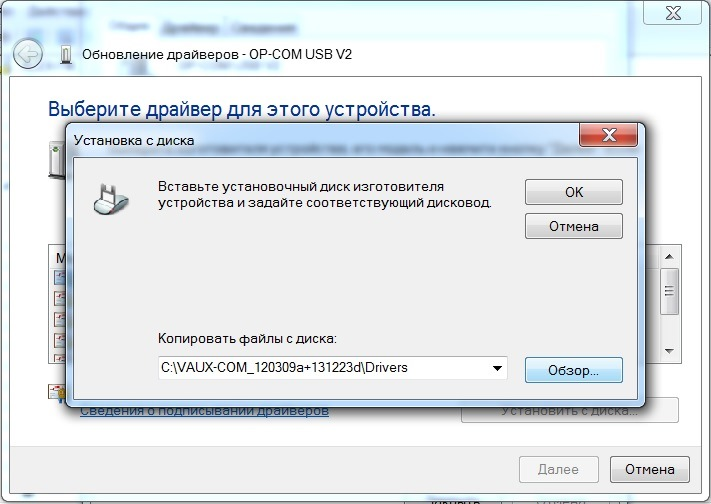 Обновление драйверов - OP-COM USB V2
Выберите драйвер для этого устройства.
Установка с диска
Вставьте установочный диск изготовителя
устройства и задайте соответствующий дисковод.
OK
Отмена
Копировать файлы с диска:
C:\VAUX-COM_120309a+131223d\Drivers
Обзор...
Сведения о подписывании драйверов
Установить с диска...
Далее
Отмена